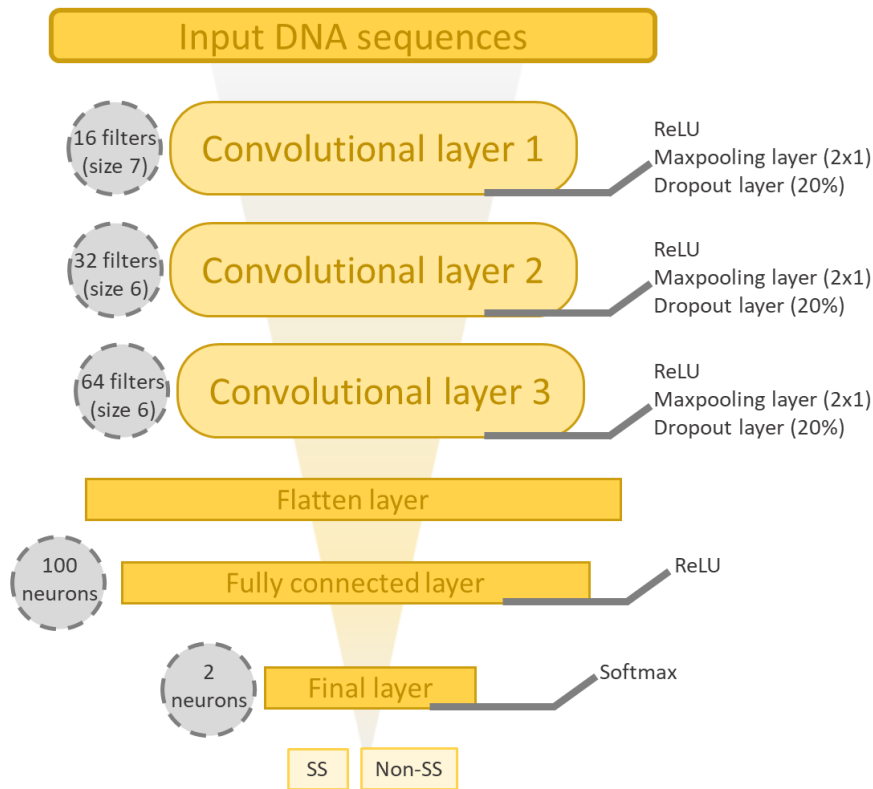 Input DNA sequences
16 filters
(size 7)
Convolutional layer 1
ReLU
Maxpooling layer (2x1)
Dropout layer (20%)
32 filters
(size 6)
Convolutional layer 2
ReLU
Maxpooling layer (2x1)
Dropout layer (20%)
64 filters
(size 6)
Convolutional layer 3
ReLU
Maxpooling layer (2x1)
Dropout layer (20%)
Flatten layer
100
neurons
Fully connected layer
ReLU
2
neurons
Final layer
Softmax
SS
Non-SS